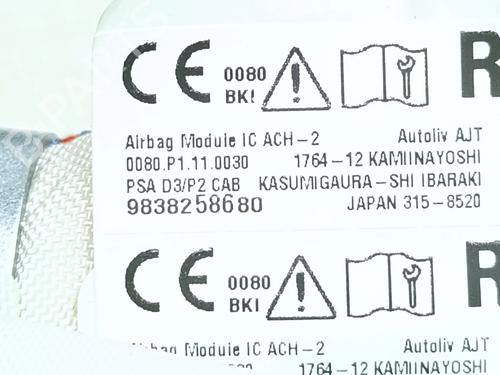 CE 0080 R
BKI
Airbag Module IC ACH-2 Autoliv AJT
0080.P1.11.0030 1764-12 KAMIINAYOSHI
PSA D3/P2 CAB KASUMIGAURA-SHI IBARAKI
9838258680 JAPAN 315-8520
CE 0080 R
BKI
Airbag Module IC ACH-2 Autoliv AJT
1764-12 KAMIINAYOSHI